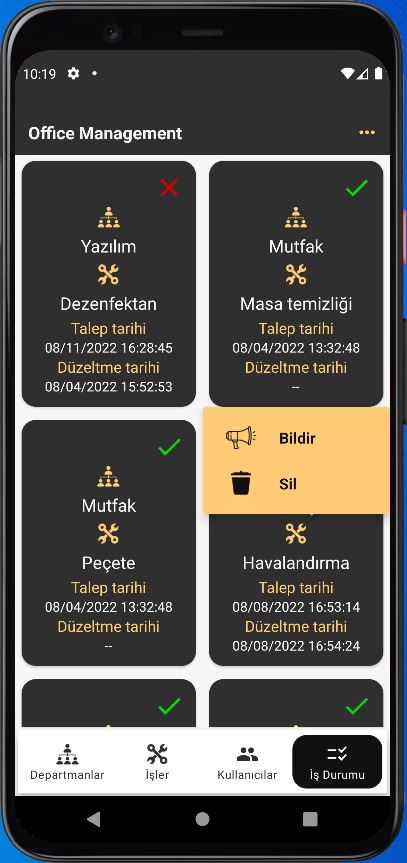 10:19
Office Management
Yazılım
Dezenfektan
Talep tarihi
08/11/2022 16:28:45
Düzeltme tarihi
08/04/2022 15:52:53
Mutfak
Masa temizliği
Talep tarihi
08/04/2022 13:32:48
Düzeltme tarihi
--
Bildir
Sil
Mutfak
Peçete
Talep tarihi
08/04/2022 13:32:48
Düzeltme tarihi
--
Havalandırma
Talep tarihi
08/08/2022 16:53:14
Düzeltme tarihi
08/08/2022 16:54:24
Departmanlar
İşler
Kullanıcılar
İş Durumu